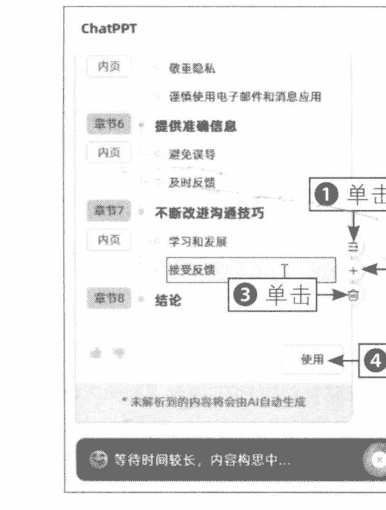 ChatPPT
内页 敬重隐私
谨慎使用电子邮件和消息应用
章节6 提供准确信息
内页 避免误导
及时反馈
❶ 单击
章节7 不断改进沟通技巧
内页 学习和发展
接受反馈
❸ 单击
章节8 结论
使用 ❹
*未解析到的内容将会由AI自动生成
等待时间较长，内容构思中...